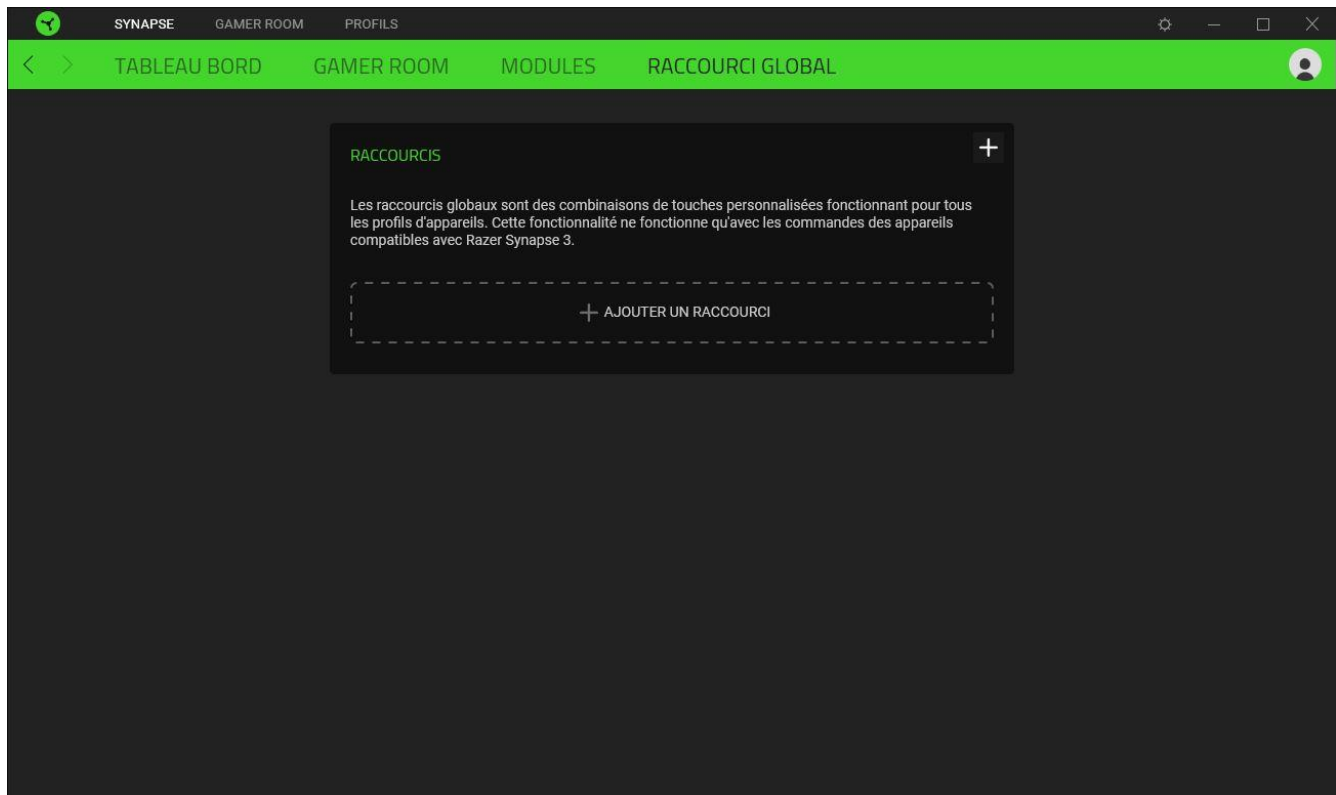 SYNAPSE GAMER ROOM PROFILS
TABLEAU BORD GAMER ROOM MODULES RACCOURCI GLOBAL
RACCOURCIS
Les raccourcis globaux sont des combinaisons de touches personnalisées fonctionnant pour tous
les profils d'appareils. Cette fonctionnalité ne fonctionne qu'avec les commandes des appareils
compatibles avec Razer Synapse 3.
AJOUTER UN RACCOURCI